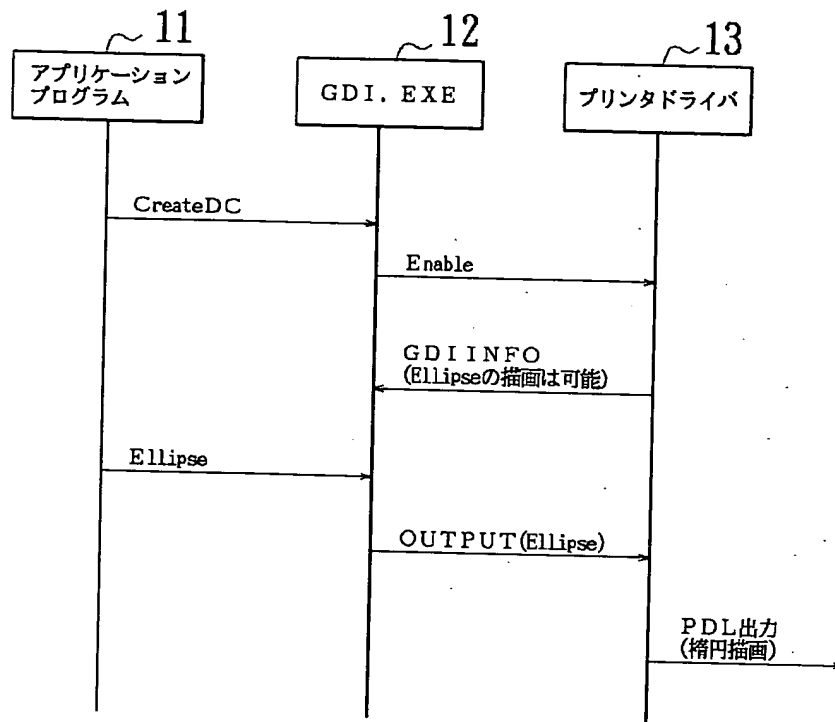 11
12
13
アプリケーション
プログラム
GDI.EXE
プリンタドライバ
CreateDC
Enable
GDIINFO
(Ellipseの描画は可能)
Ellipse
OUTPUT(Ellipse)
PDL出力
(楕円描画)